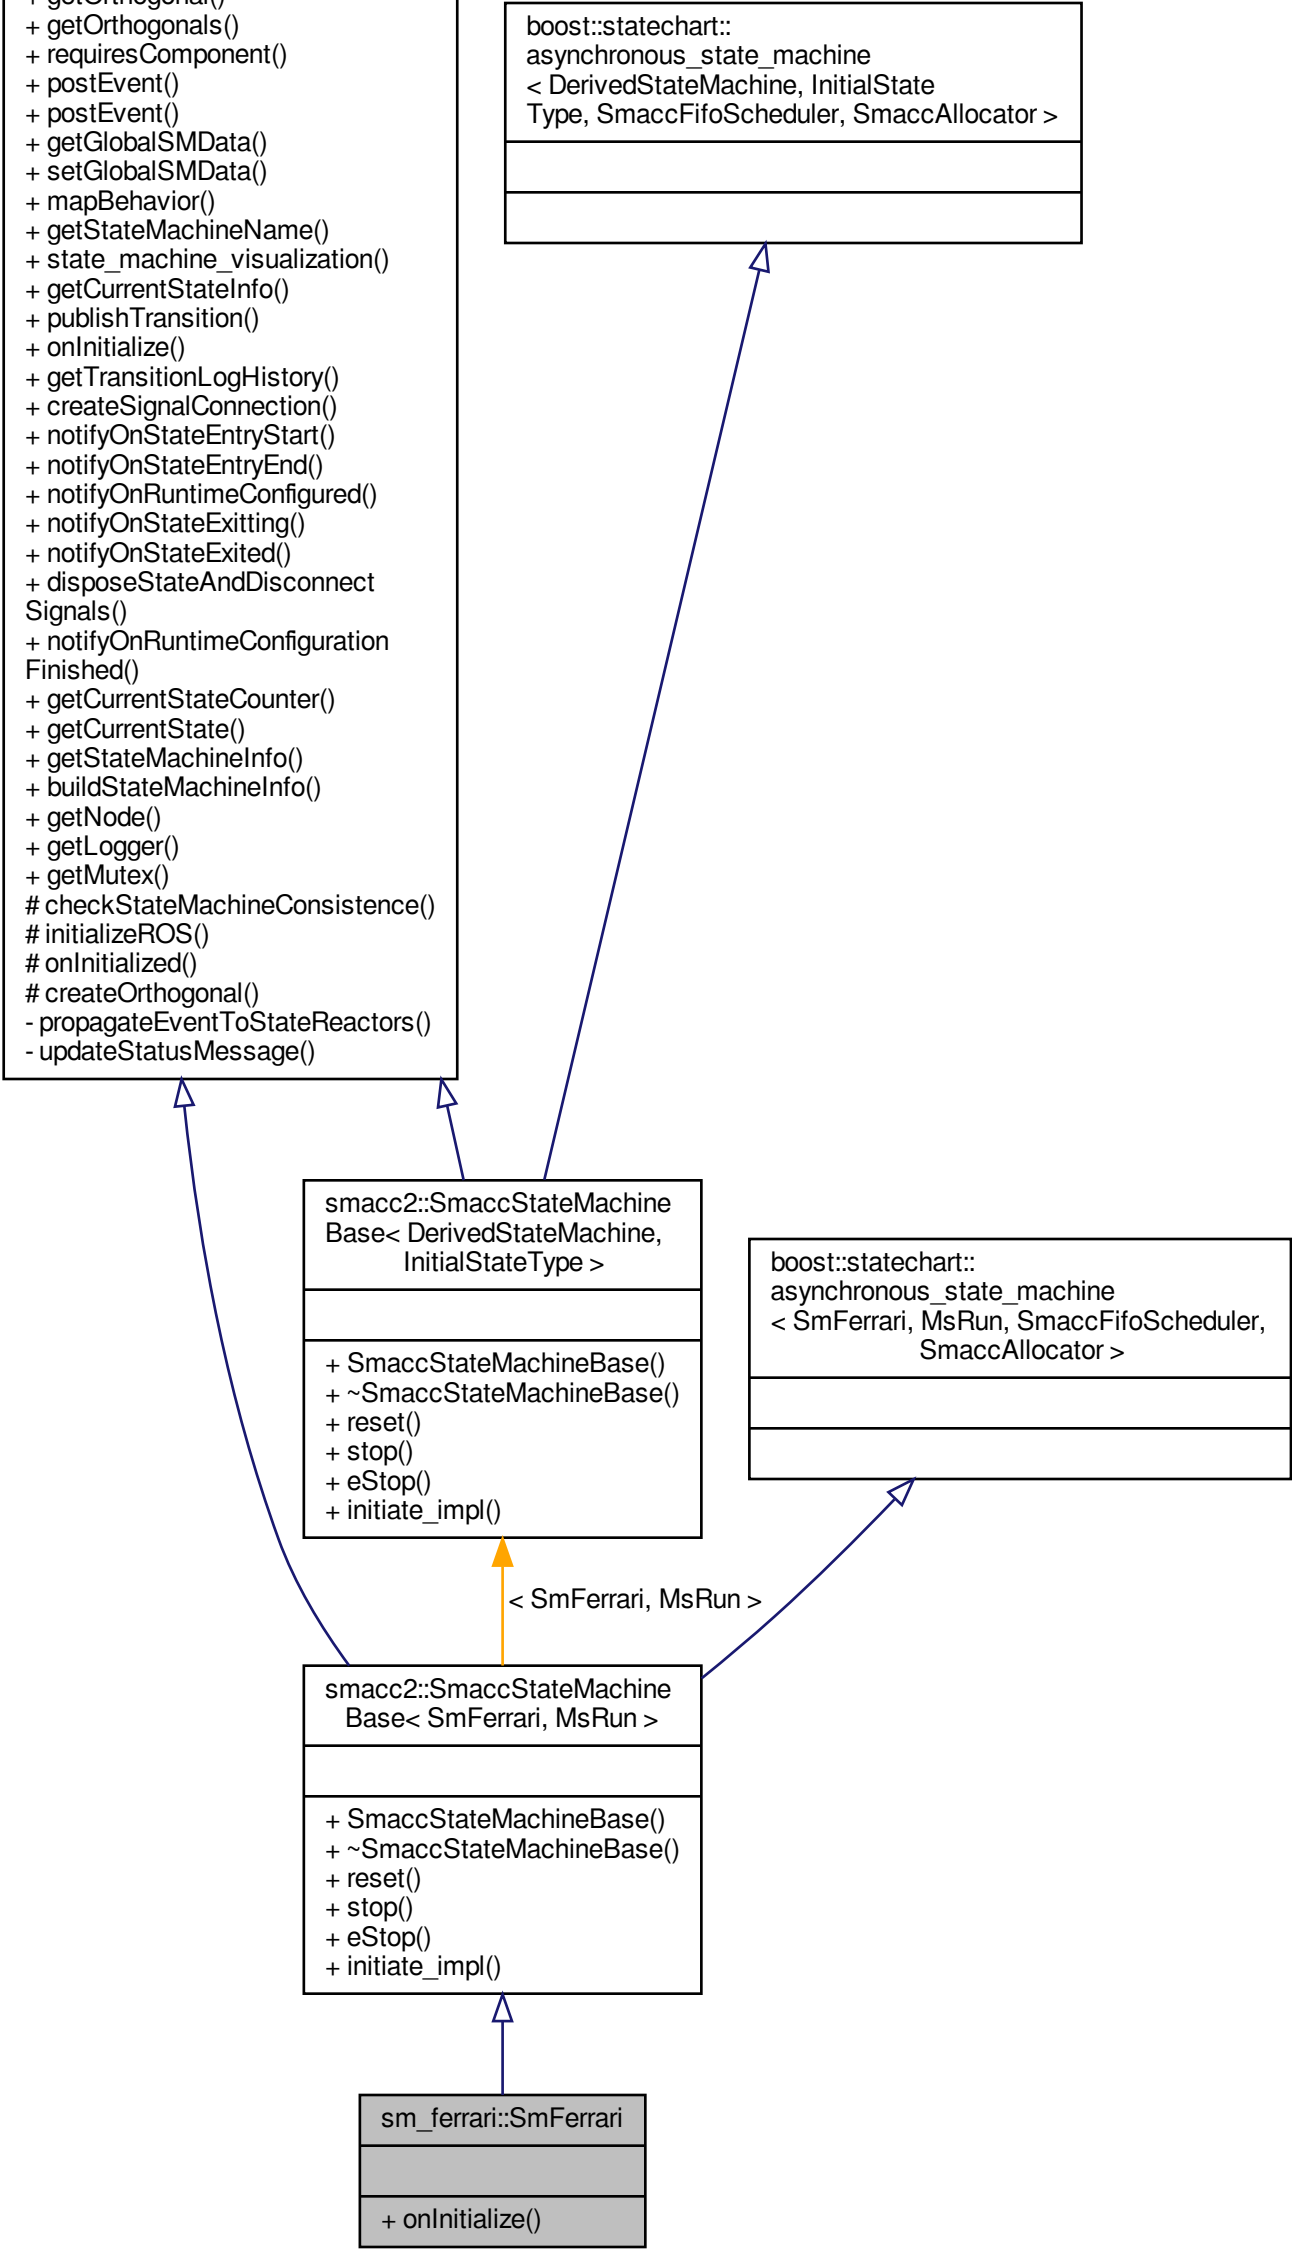 + getOrthogonal()
+ getOrthogonals()
+ requiresComponent()
+ postEvent()
+ postEvent()
+ getGlobalSMData()
+ setGlobalSMData()
+ mapBehavior()
+ getStateMachineName()
+ state_machine_visualization()
+ getCurrentStateInfo()
+ publishTransition()
+ onInitialize()
+ getTransitionLogHistory()
+ createSignalConnection()
+ notifyOnStateEntryStart()
+ notifyOnStateEntryEnd()
+ notifyOnRuntimeConfigured()
+ notifyOnStateExitting()
+ notifyOnStateExited()
+ disposeStateAndDisconnect
Signals()
+ notifyOnRuntimeConfiguration
Finished()
+ getCurrentStateCounter()
+ getCurrentState()
+ getStateMachineInfo()
+ buildStateMachineInfo()
+ getNode()
+ getLogger()
+ getMutex()
# checkStateMachineConsistence()
# initializeROS()
# onInitialized()
# createOrthogonal()
- propagateEventToStateReactors()
- updateStatusMessage()
boost::statechart::
asynchronous_state_machine
< DerivedStateMachine, InitialState
Type, SmaccFifoScheduler, SmaccAllocator >
smacc2::SmaccStateMachine
Base< DerivedStateMachine,
InitialStateType >
+ SmaccStateMachineBase()
+ ~SmaccStateMachineBase()
+ reset()
+ stop()
+ eStop()
+ initiate_impl()
boost::statechart::
asynchronous_state_machine
< SmFerrari, MsRun, SmaccFifoScheduler,
SmaccAllocator >
< SmFerrari, MsRun >
smacc2::SmaccStateMachine
Base< SmFerrari, MsRun >
+ SmaccStateMachineBase()
+ ~SmaccStateMachineBase()
+ reset()
+ stop()
+ eStop()
+ initiate_impl()
sm_ferrari::SmFerrari
+ onInitialize()